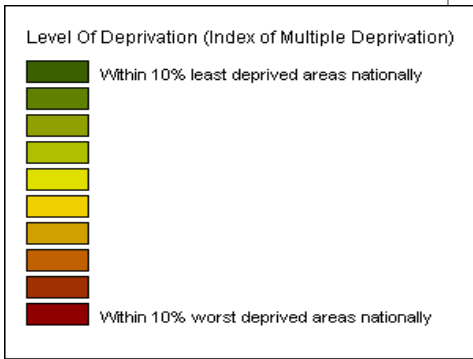 Level Of Deprivation (Index of Multiple Deprivation)
Within 10% least deprived areas nationally
Within 10% worst deprived areas nationally